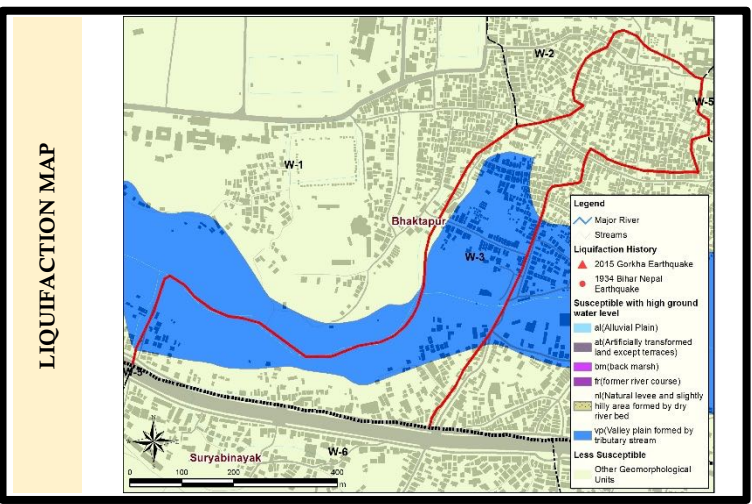 LIQUIFACTION MAP
W-2
W-5
W-1
Bhaktapur
W-3
W-5
W-6
Suryabinayak
0 100 200 400
m
Legend
Major River
Streams
Liquifaction History
2015 Gorkha Earthquake
1934 Bihar Nepal
Earthquake
Susceptible with high ground
water level
al(Alluvial Plain)
at(Artificially transformed
land except terraces)
bm(back marsh)
fr(former river course)
nl(Natural levee and slightly
hilly area formed by dry
river bed
vp(Valley plain formed by
tributary stream
Less Susceptible
Other Geomorphological
Units